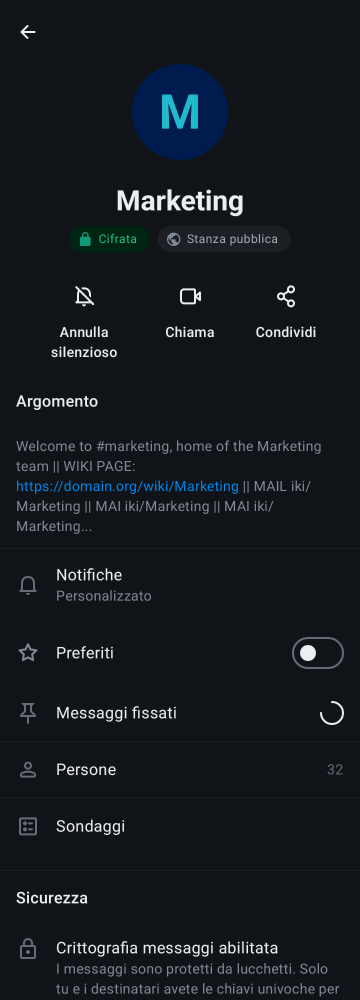 M
Marketing
Cifrata
Stanza pubblica
Annulla
silenzioso
Chiama
Condividi
Argomento
Welcome to #marketing, home of the Marketing
team || WIKI PAGE:
https://domain.org/wiki/Marketing || MAIL iki/
Marketing || MAI iki/Marketing || MAI iki/
Marketing...
Notifiche
Personalizzato
Preferiti
Messaggi fissati
Persone
32
Sondaggi
Sicurezza
Crittografia messaggi abilitata
I messaggi sono protetti da lucchetti. Solo
tu e i destinatari avete le chiavi univoche per